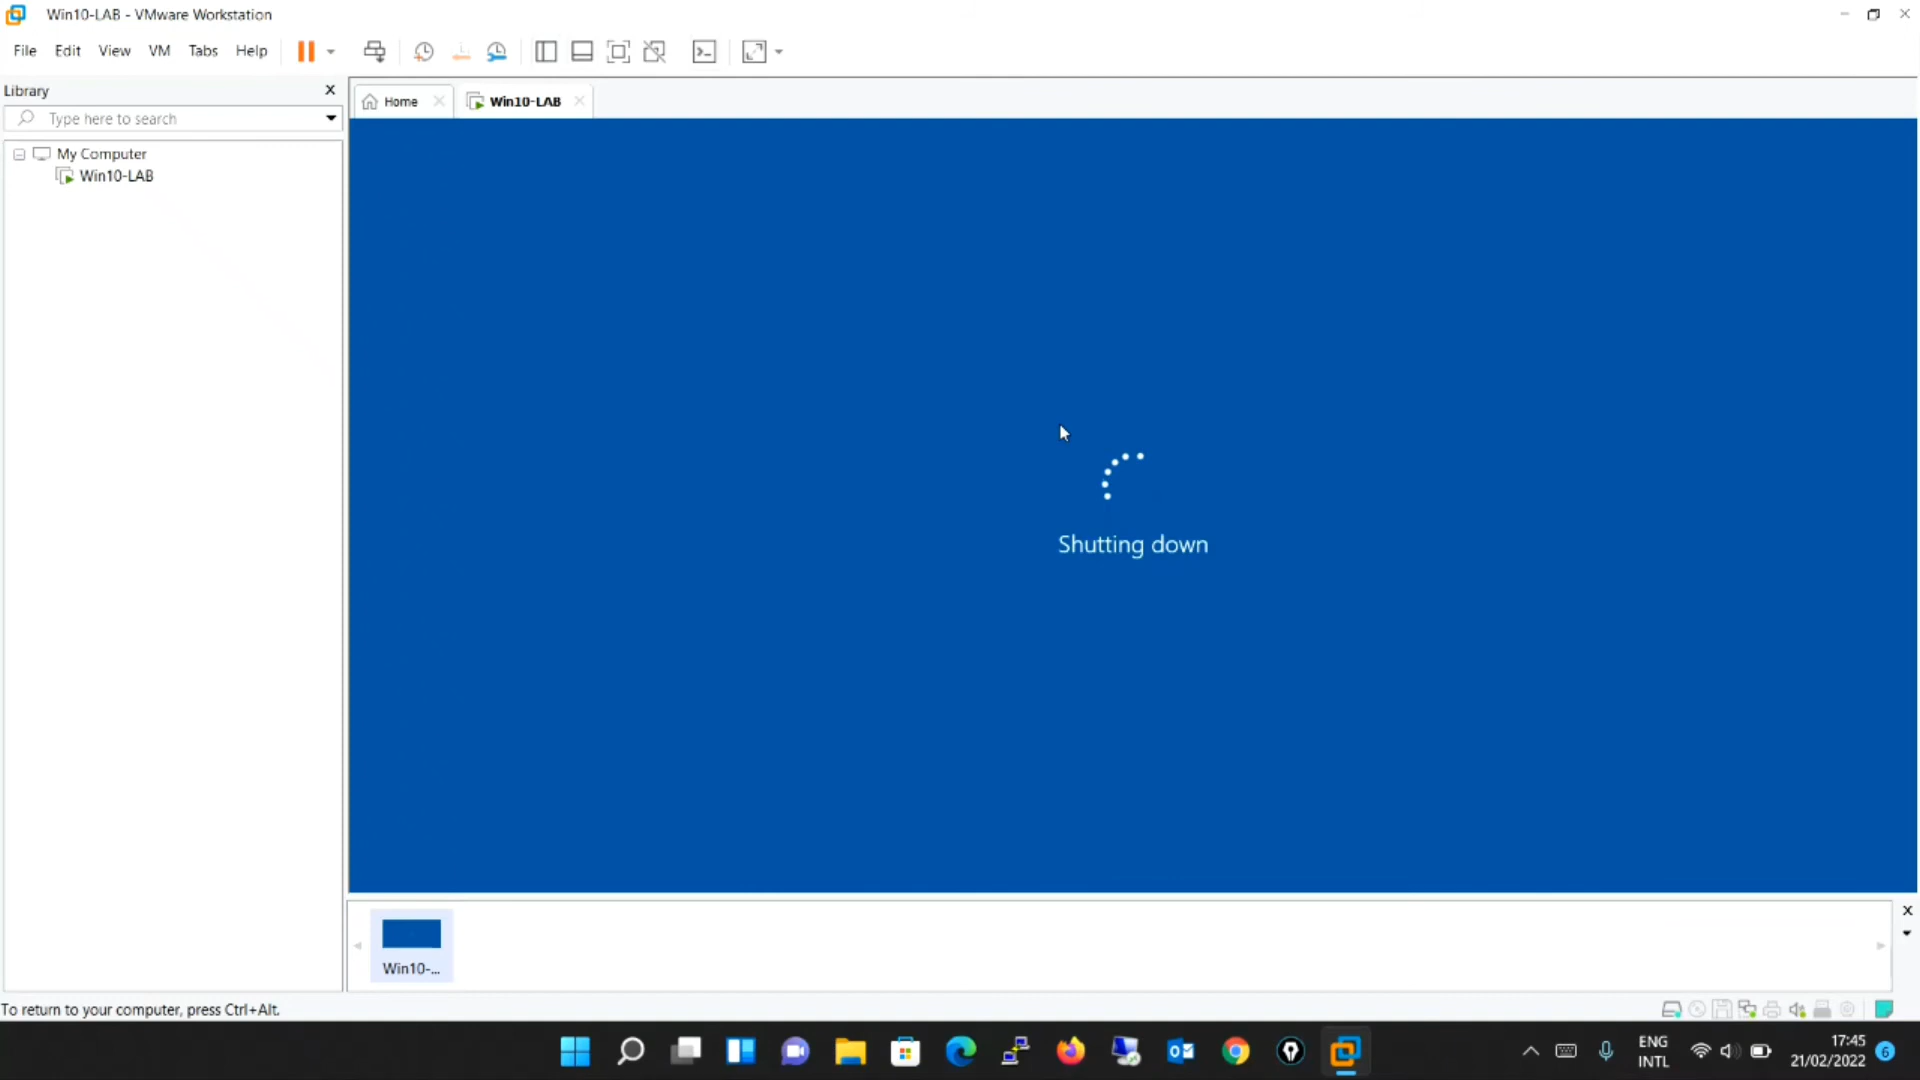 Win10-LAB - VMware Workstation
File Edit View VM Tabs Help
Library
Home Win10-LAB
Type here to search
My Computer
Win10-LAB
Shutting down
Win10-...
To return to your computer, press Ctrl+Alt.
ENG
INTL
17:45
21/02/2022
6